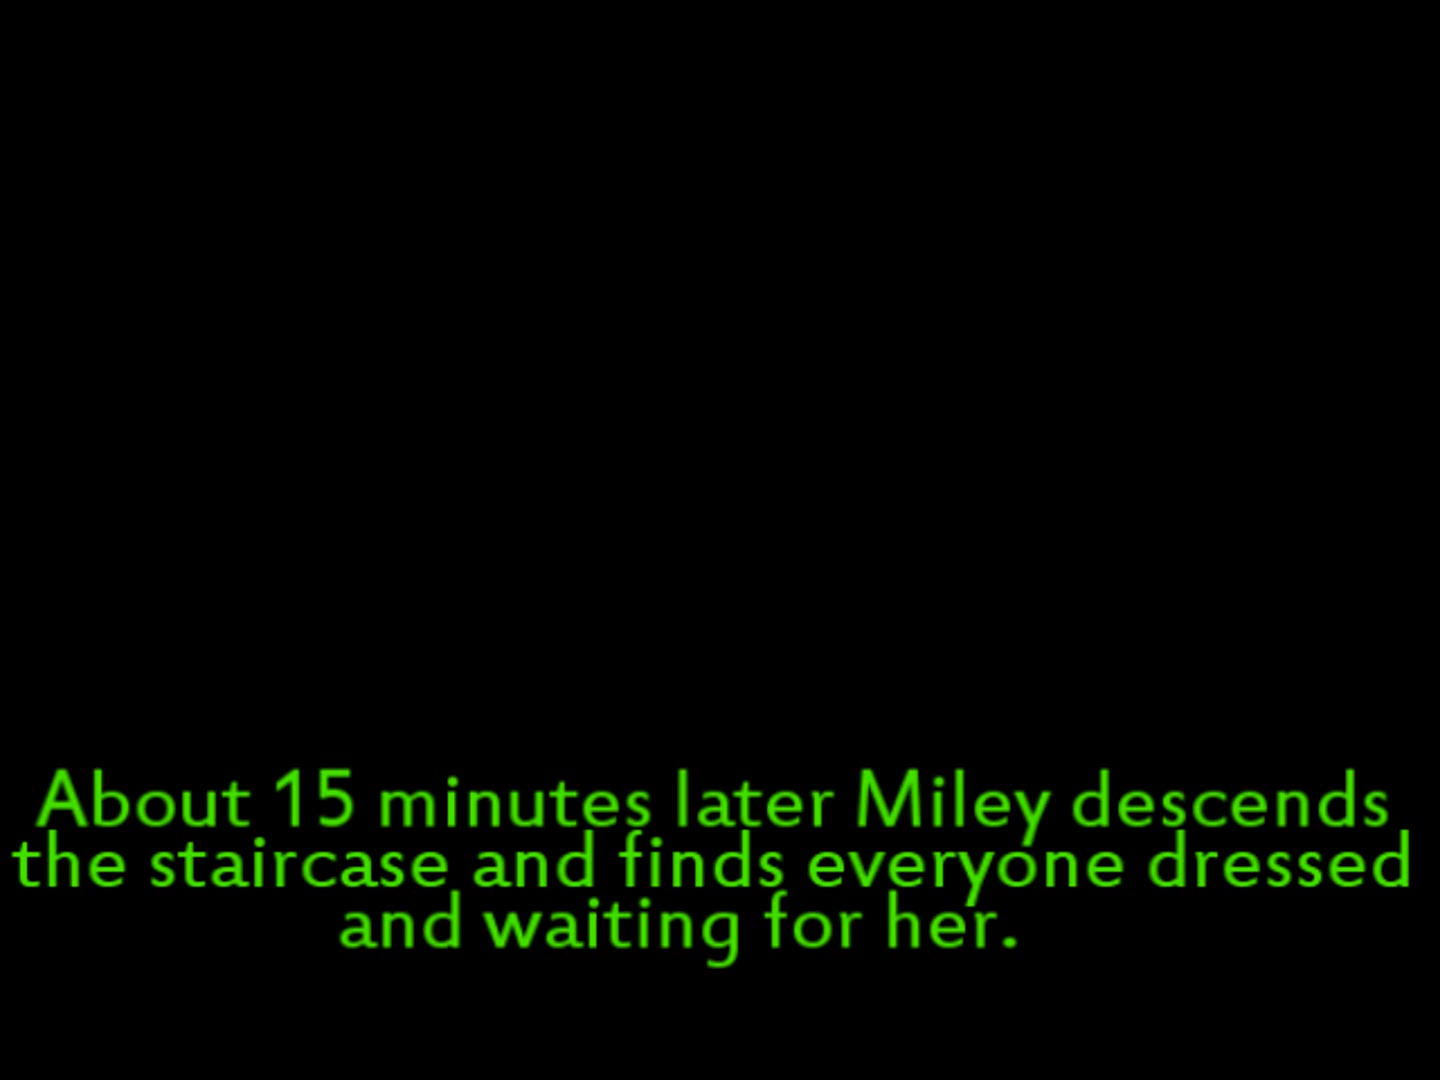 About 15 minutes later Miley descends
the staircase and finds everyone dressed
and waiting for her.